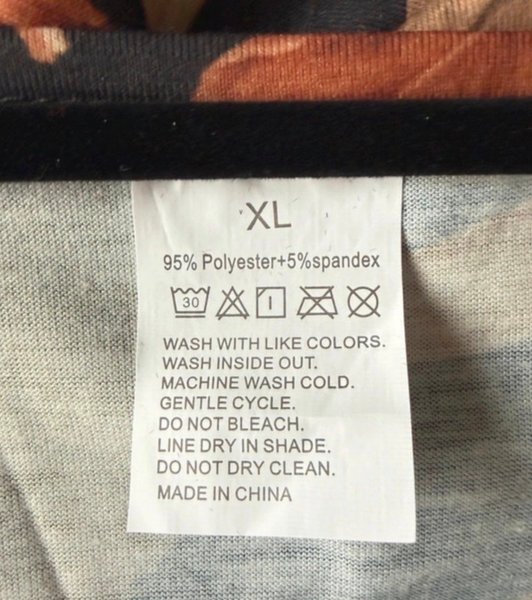 XL
95% Polyester+5%spandex
30
WASH WITH LIKE COLORS.
WASH INSIDE OUT.
MACHINE WASH COLD.
GENTLE CYCLE.
DO NOT BLEACH.
LINE DRY IN SHADE.
DO NOT DRY CLEAN.
MADE IN CHINA